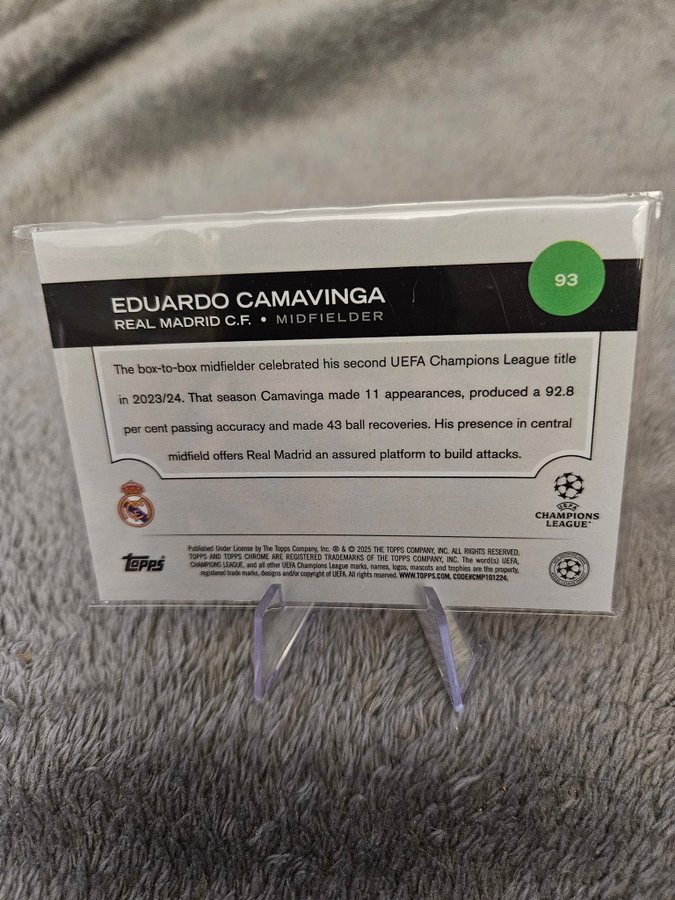 93
EDUARDO CAMAVINGA
REAL MADRID C.F. • MIDFIELDER
The box-to-box midfielder celebrated his second UEFA Champions League title
in 2023/24. That season Camavinga made 11 appearances, produced a 92.8
per cent passing accuracy and made 43 ball recoveries. His presence in central
midfield offers Real Madrid an assured platform to build attacks.
UEFA
CHAMPIONS
LEAGUE®
Topps®
Published Under License by The Topps Company, Inc. ® & © 2025 THE TOPPS COMPANY, INC. ALL RIGHTS RESERVED.
TOPPS AND TOPPS CHROME ARE REGISTERED TRADEMARKS OF THE TOPPS COMPANY, INC. The word(s) UEFA,
CHAMPIONS LEAGUE, and all other UEFA Champions League marks, names, logos, mascots and trophies are the property,
registered trade marks, designs and/or copyright of UEFA. All rights reserved. WWW.TOPPS.COM. CODE#CMP101224.